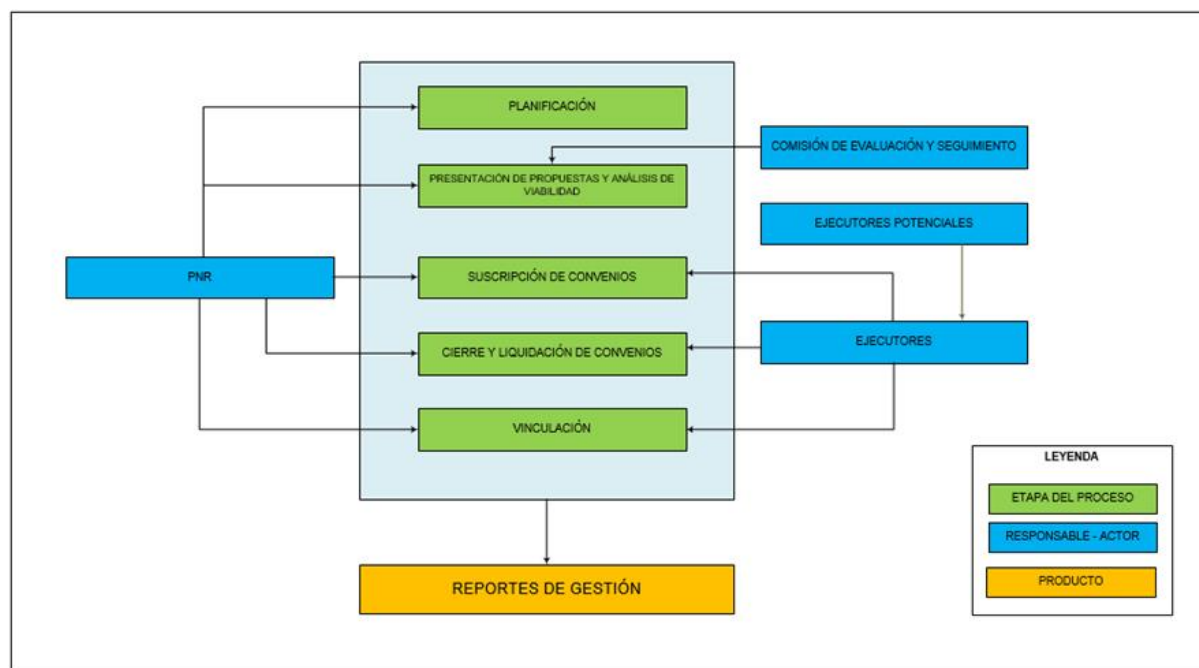 PLANIFICACIÓN
COMISIÓN DE EVALUACIÓN Y SEGUIMIENTO
PRESENTACIÓN DE PROPUESTAS Y ANÁLISIS DE
VIABILIDAD
EJECUTORES POTENCIALES
PNR
SUSCRIPCIÓN DE CONVENIOS
CIERRE Y LIQUIDACIÓN DE CONVENIOS
EJECUTORES
VINCULACIÓN
LEYENDA
ETAPA DEL PROCESO
RESPONSABLE - ACTOR
PRODUCTO
REPORTES DE GESTIÓN